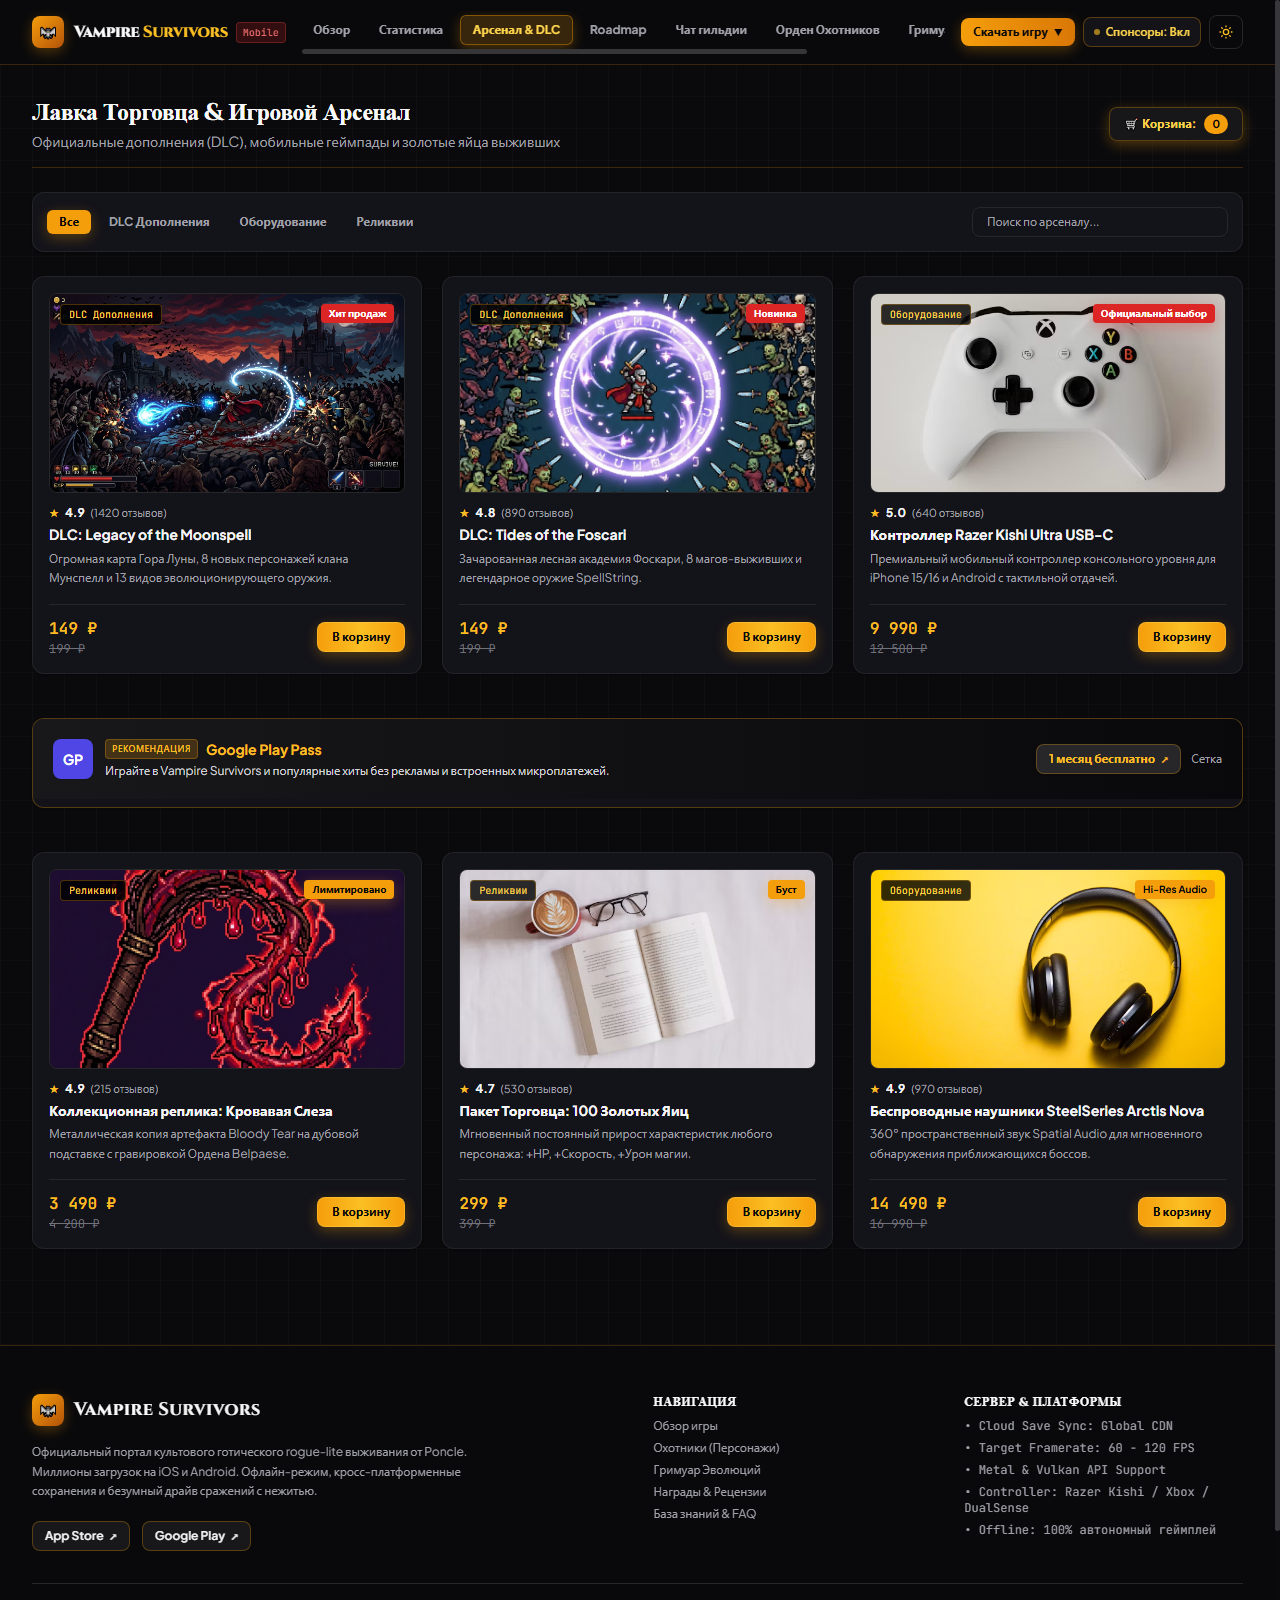 VAMPIRE SURVIVORS Mobile
Обзор Статистика Арсенал & DLC Roadmap Чат гильдии Орден Охотников Гриму
Скачать игру ▼ Спонсоры: Вкл
Лавка Торговца & Игровой Арсенал
Официальные дополнения (DLC), мобильные геймпады и золотые яйца выживших
Корзина: 0
Все DLC Дополнения Оборудование Реликвии
Поиск по арсеналу...
DLC Дополнения Хит продаж
SURVIVE!
★ 4.9 (1420 отзывов)
DLC: Legacy of the Moonspell
Огромная карта Гора Луны, 8 новых персонажей клана
Мунспелл и 13 видов эволюционирующего оружия.
149 ₽
199 ₽
В корзину
DLC Дополнения Новинка
★ 4.8 (890 отзывов)
DLC: Tides of the Foscari
Зачарованная лесная академия Фоскари, 8 магов-выживших и
легендарное оружие SpellString.
149 ₽
199 ₽
В корзину
Оборудование Официальный выбор
Y
X B
A
★ 5.0 (640 отзывов)
Контроллер Razer Kishi Ultra USB-C
Премиальный мобильный контроллер консольного уровня для
iPhone 15/16 и Android с тактильной отдачей.
9 990 ₽
12 500 ₽
В корзину
GP
РЕКОМЕНДАЦИЯ Google Play Pass
Играйте в Vampire Survivors и популярные хиты без рекламы и встроенных микроплатежей.
1 месяц бесплатно ↗ Сетка
Реликвии Лимитировано
★ 4.9 (215 отзывов)
Коллекционная реплика: Кровавая Слеза
Металлическая копия артефакта Bloody Tear на дубовой
подставке с гравировкой Ордена Belpaese.
3 490 ₽
4 200 ₽
В корзину
Реликвии Буст
★ 4.7 (530 отзывов)
Пакет Торговца: 100 Золотых Яиц
Мгновенный постоянный прирост характеристик любого
персонажа: +HP, +Скорость, +Урон магии.
299 ₽
399 ₽
В корзину
Оборудование Hi-Res Audio
★ 4.9 (970 отзывов)
Беспроводные наушники SteelSeries Arctis Nova
360° пространственный звук Spatial Audio для мгновенного
обнаружения приближающихся боссов.
14 490 ₽
16 990 ₽
В корзину
VAMPIRE SURVIVORS
Официальный портал культового готического rogue-lite выживания от Poncle.
Миллионы загрузок на iOS и Android. Офлайн-режим, кросс-платформенные
сохранения и безумный драйв сражений с нежитью.
App Store ↗ Google Play ↗
НАВИГАЦИЯ
Обзор игры
Охотники (Персонажи)
Гримуар Эволюций
Награды & Рецензии
База знаний & FAQ
СЕРВЕР & ПЛАТФОРМЫ
• Cloud Save Sync: Global CDN
• Target Framerate: 60 - 120 FPS
• Metal & Vulkan API Support
• Controller: Razer Kishi / Xbox /
DualSense
• Offline: 100% автономный геймплей